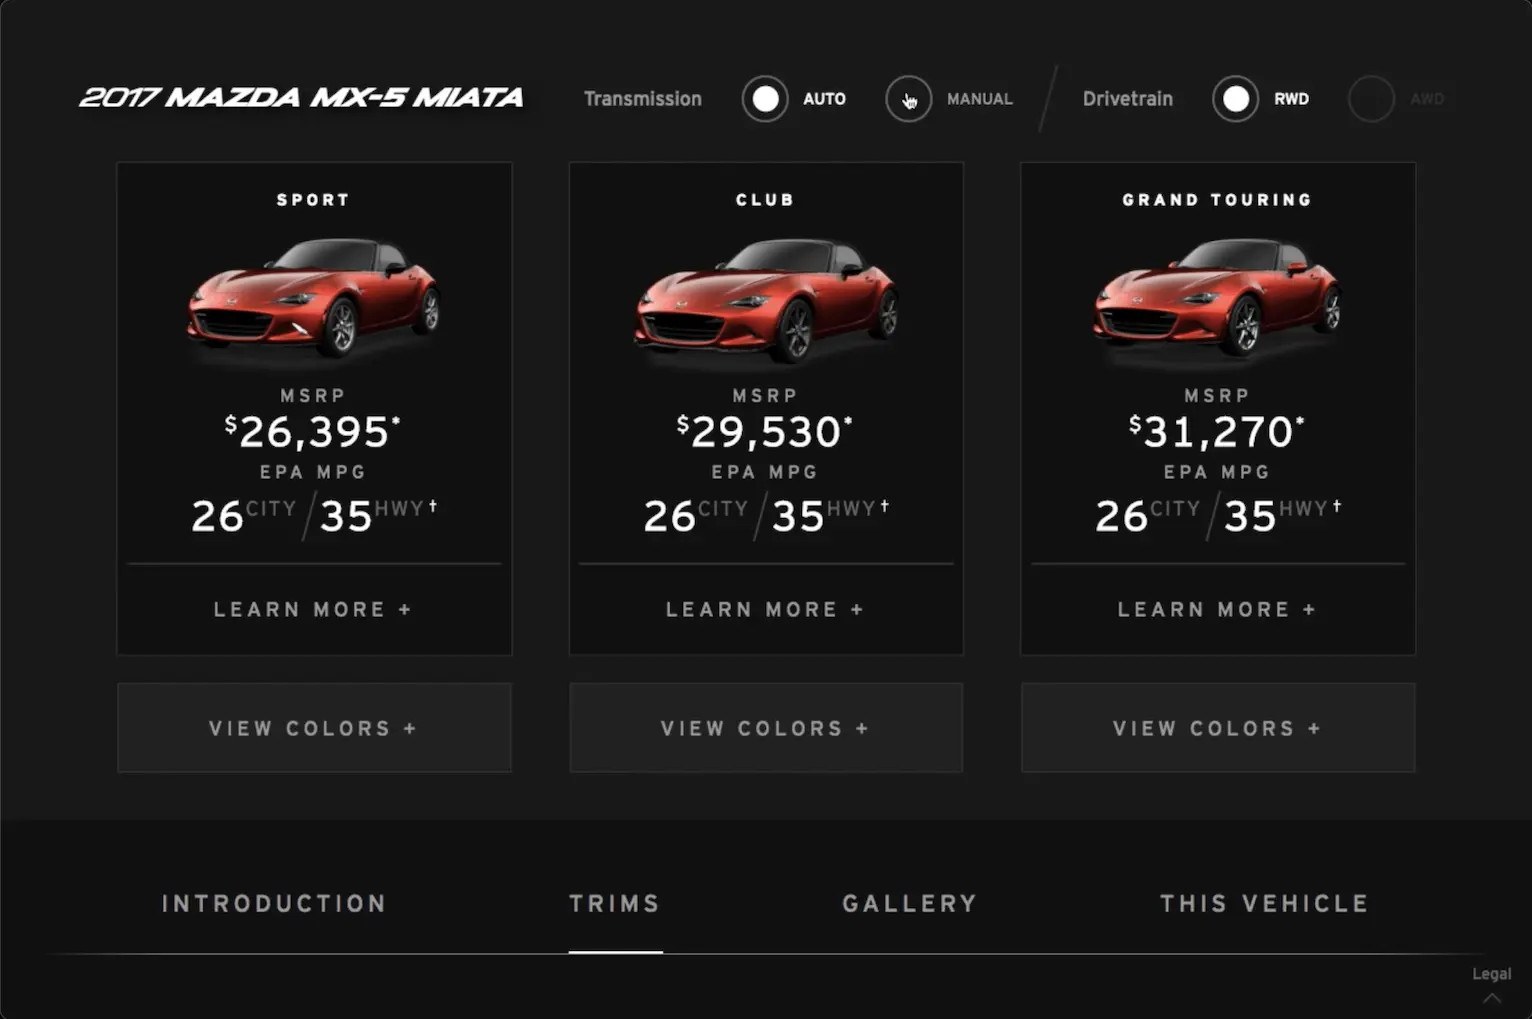 2017 MAZDA MX-5 MIATA
Transmission AUTO MANUAL Drivetrain RWD AWD
SPORT
MSRP
$26,395*
EPA MPG
26 CITY / 35 HWY†
LEARN MORE +
VIEW COLORS +
CLUB
MSRP
$29,530*
EPA MPG
26 CITY / 35 HWY†
LEARN MORE +
VIEW COLORS +
GRAND TOURING
MSRP
$31,270*
EPA MPG
26 CITY / 35 HWY†
LEARN MORE +
VIEW COLORS +
INTRODUCTION TRIMS GALLERY THIS VEHICLE
Legal